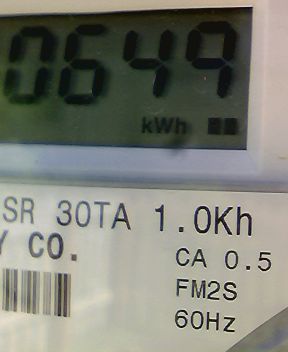 0649
kWh
SR 30TA 1.0Kh
Y CO.
CA 0.5
FM2S
60Hz